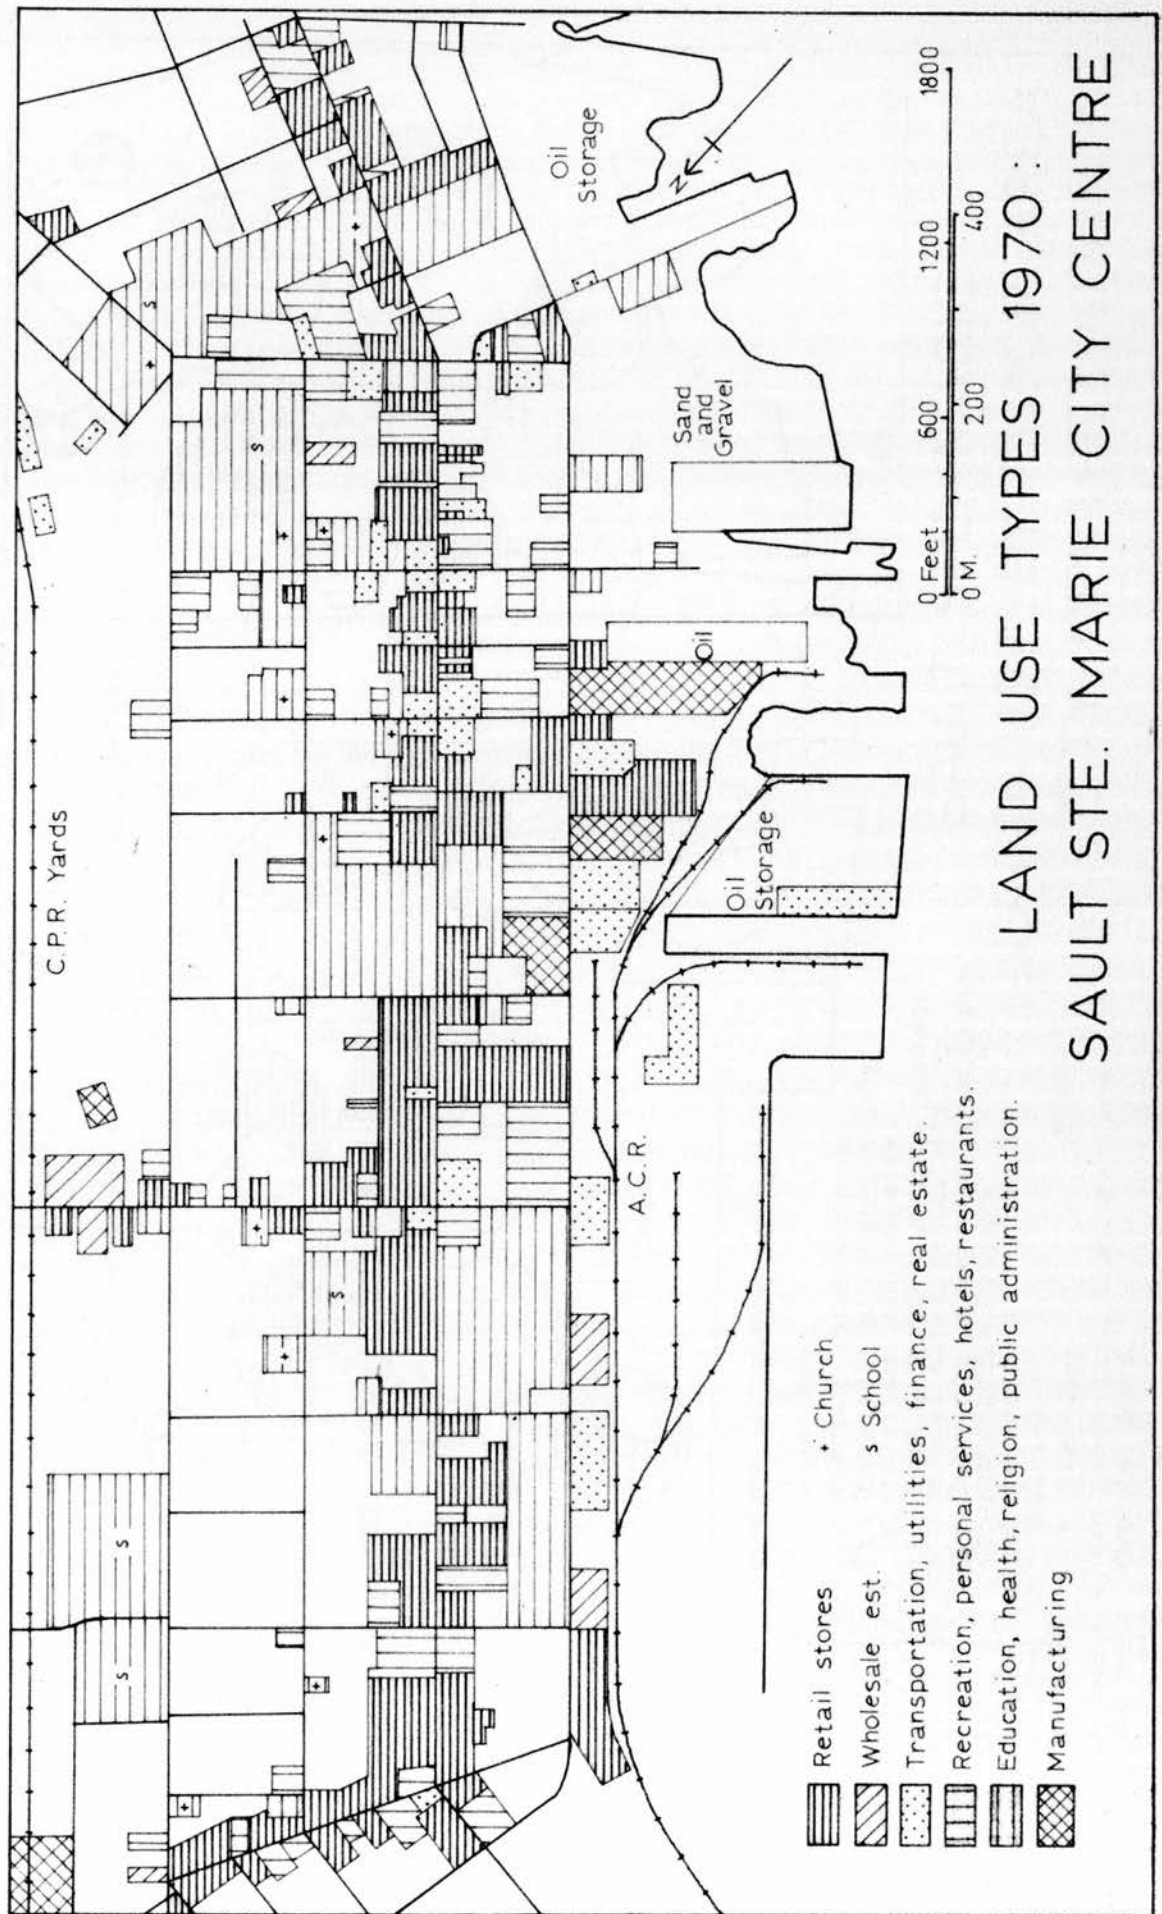 C.P.R. Yards
Oil
Storage
N
Sand
and
Gravel
Oil
Oil
Storage
A.C.R.
s
s
s
s
s
+
+
+
+
+
+
+
+
+
+
+
0 Feet 600 1200 1800
0 M. 200 400
LAND USE TYPES 1970
SAULT STE. MARIE CITY CENTRE
+ Church
s School
Retail stores
Wholesale est.
Transportation, utilities, finance, real estate
Recreation, personal services, hotels, restaurants.
Education, health, religion, public administration.
Manufacturing